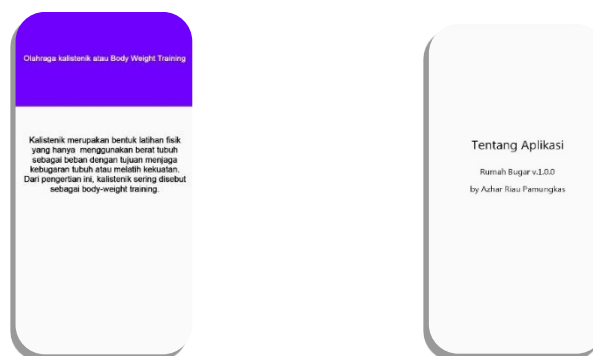 Olahraga kalistenik atau Body Weight Training
Kalistenik merupakan bentuk latihan fisik
yang hanya menggunakan berat tubuh
sebagai beban dengan tujuan menjaga
kebugaran tubuh atau melatih kekuatan.
Dari pengertian ini, kalistenik sering disebut
sebagai body-weight training.
Tentang Aplikasi
Rumah Bugar v.1.0.0
by Azhar Riau Pamungkas